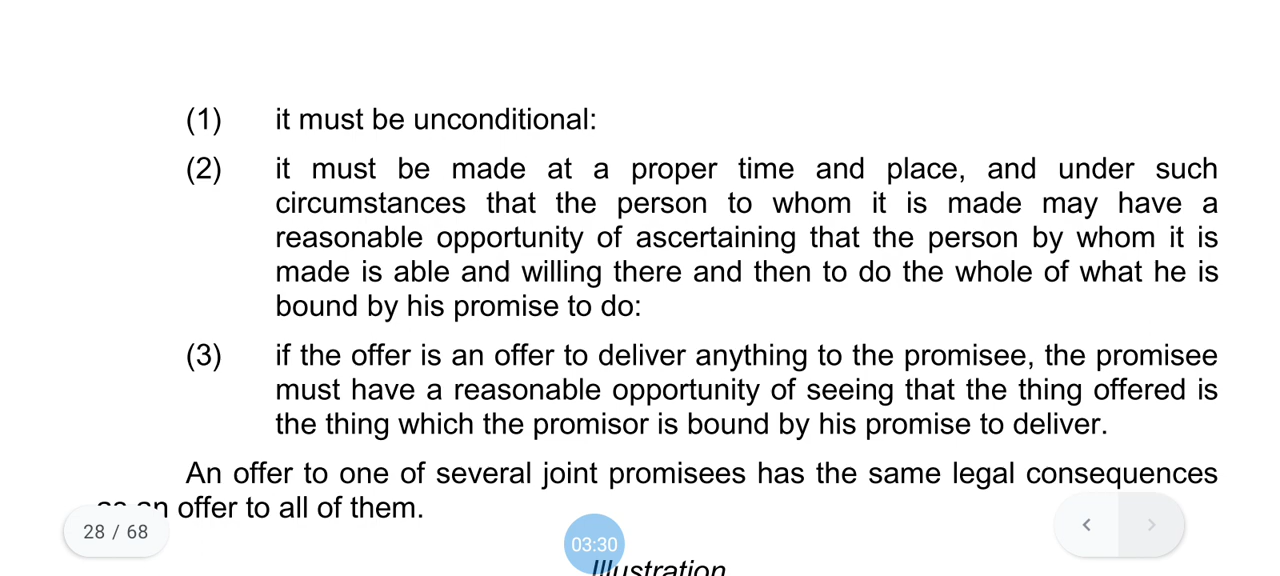 (1) it must be unconditional:
(2) it must be made at a proper time and place, and under such
circumstances that the person to whom it is made may have a
reasonable opportunity of ascertaining that the person by whom it is
made is able and willing there and then to do the whole of what he is
bound by his promise to do:
(3) if the offer is an offer to deliver anything to the promisee, the promisee
must have a reasonable opportunity of seeing that the thing offered is
the thing which the promisor is bound by his promise to deliver.
An offer to one of several joint promisees has the same legal consequences
as an offer to all of them.
28 / 68
03:30
Illustration